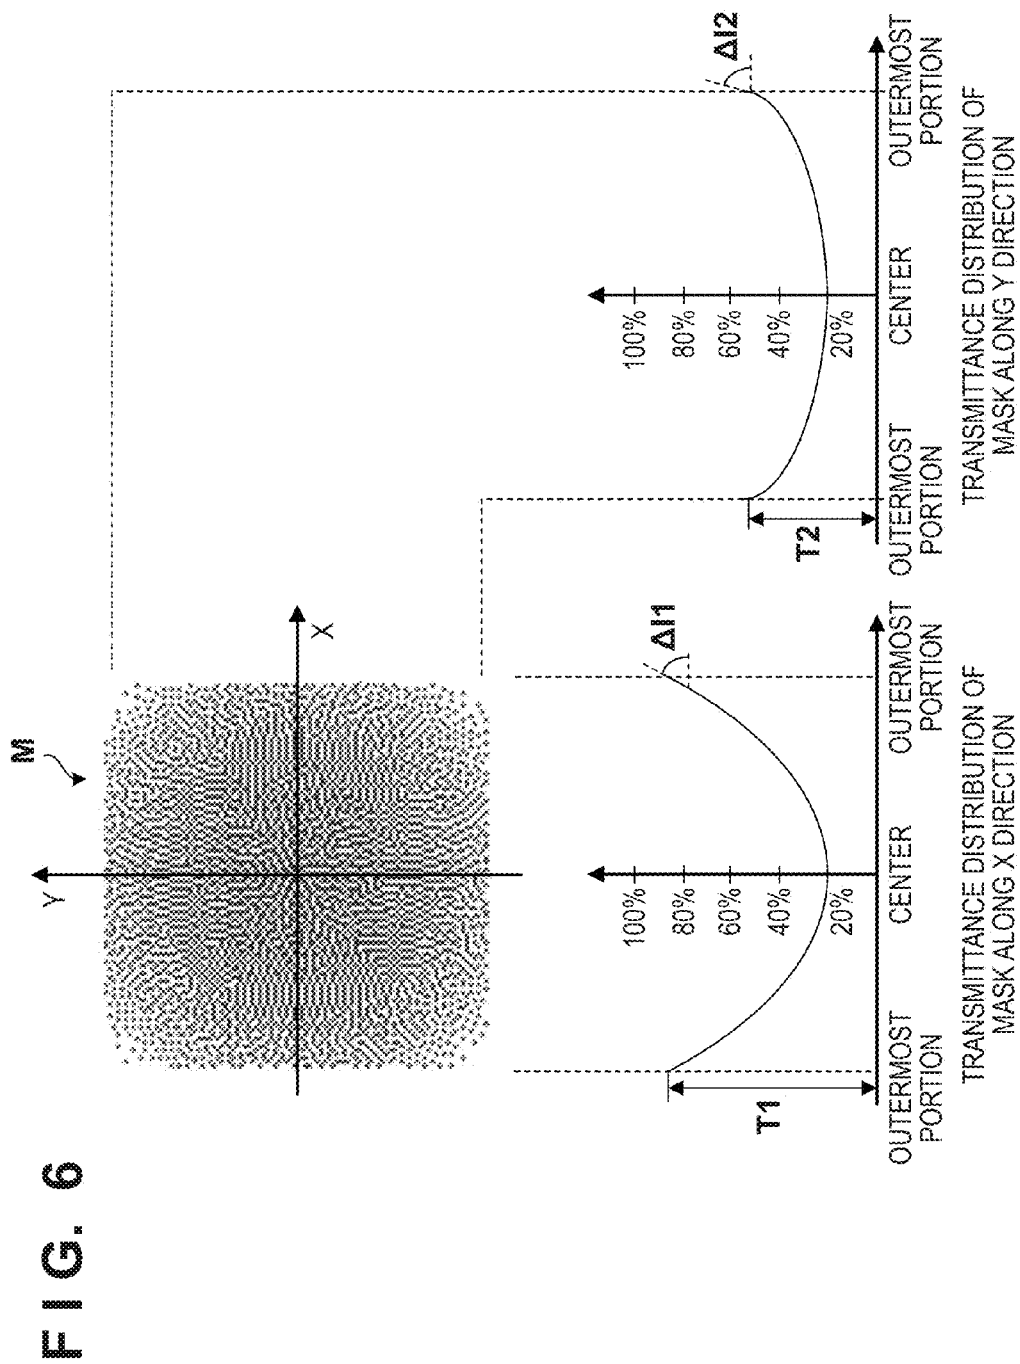 FIG. 6
M
Y
X
100%
80%
60%
40%
20%
T1
ΔI1
OUTERMOST
PORTION
CENTER
OUTERMOST
PORTION
TRANSMITTANCE DISTRIBUTION OF
MASK ALONG X DIRECTION
100%
80%
60%
40%
20%
T2
ΔI2
OUTERMOST
PORTION
CENTER
OUTERMOST
PORTION
TRANSMITTANCE DISTRIBUTION OF
MASK ALONG Y DIRECTION